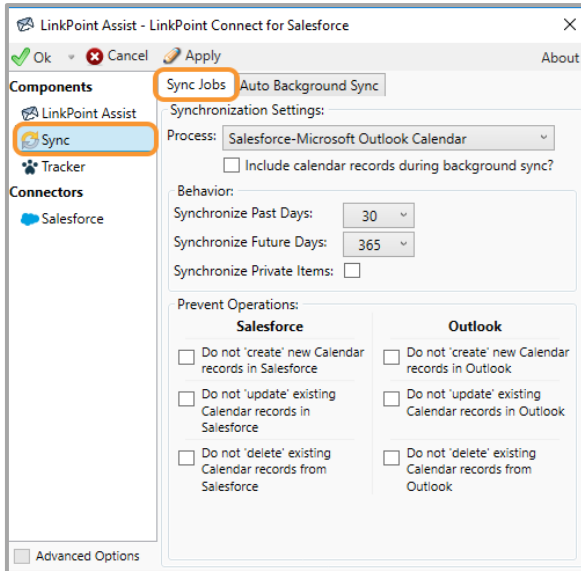 LinkPoint Assist - LinkPoint Connect for Salesforce
Ok Cancel Apply About
Components
LinkPoint Assist
Sync
Tracker
Connectors
Salesforce
Advanced Options
Sync Jobs Auto Background Sync
Synchronization Settings:
Process: Salesforce-Microsoft Outlook Calendar
Include calendar records during background sync?
Behavior:
Synchronize Past Days: 30
Synchronize Future Days: 365
Synchronize Private Items:
Prevent Operations:
Salesforce
Do not 'create' new Calendar
records in Salesforce
Do not 'update' existing
Calendar records in
Salesforce
Do not 'delete' existing
Calendar records from
Salesforce
Outlook
Do not 'create' new Calendar
records in Outlook
Do not 'update' existing
Calendar records in Outlook
Do not 'delete' existing
Calendar records from
Outlook